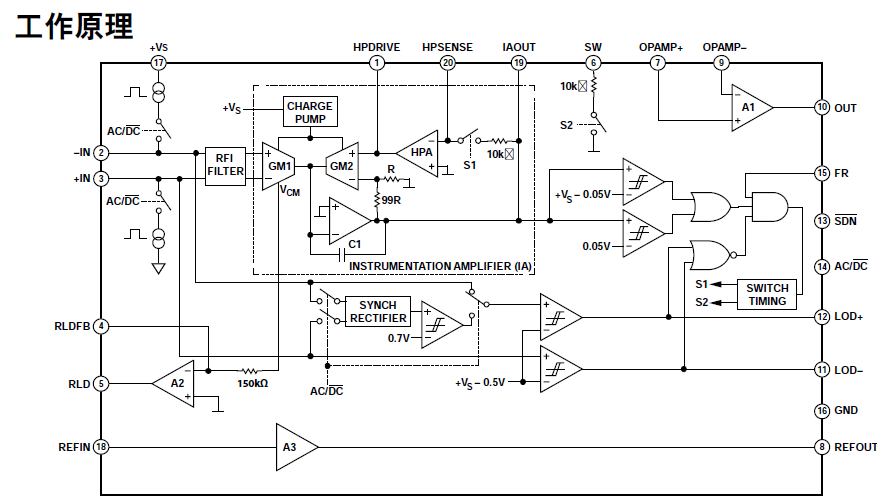 工作原理
+VS HPDRIVE HPSENSE IAOUT SW OPAMP+ OPAMP–
17 1 20 19 6 7 9
10k
+VS
CHARGE
PUMP
– A1
+
10 OUT
AC/DC
S2
–IN 2
+IN 3
RFI
FILTER
+ GM1 –
GM2 + –
HPA – +
S1
10k
R
VCM
99R
+
–
C1
INSTRUMENTATION AMPLIFIER (IA)
AC/DC
+
+VS – 0.05V –
+
0.05V –
15 FR
13 SDN
14 AC/DC
S1
S2
SWITCH
TIMING
SYNCH
RECTIFIER
+
0.7V –
+
–
12 LOD+
RLDFB 4
+
–
11 LOD–
RLD 5
A2 – +
150kΩ
AC/DC
+VS – 0.5V
16 GND
REFIN 18
A3
8 REFOUT